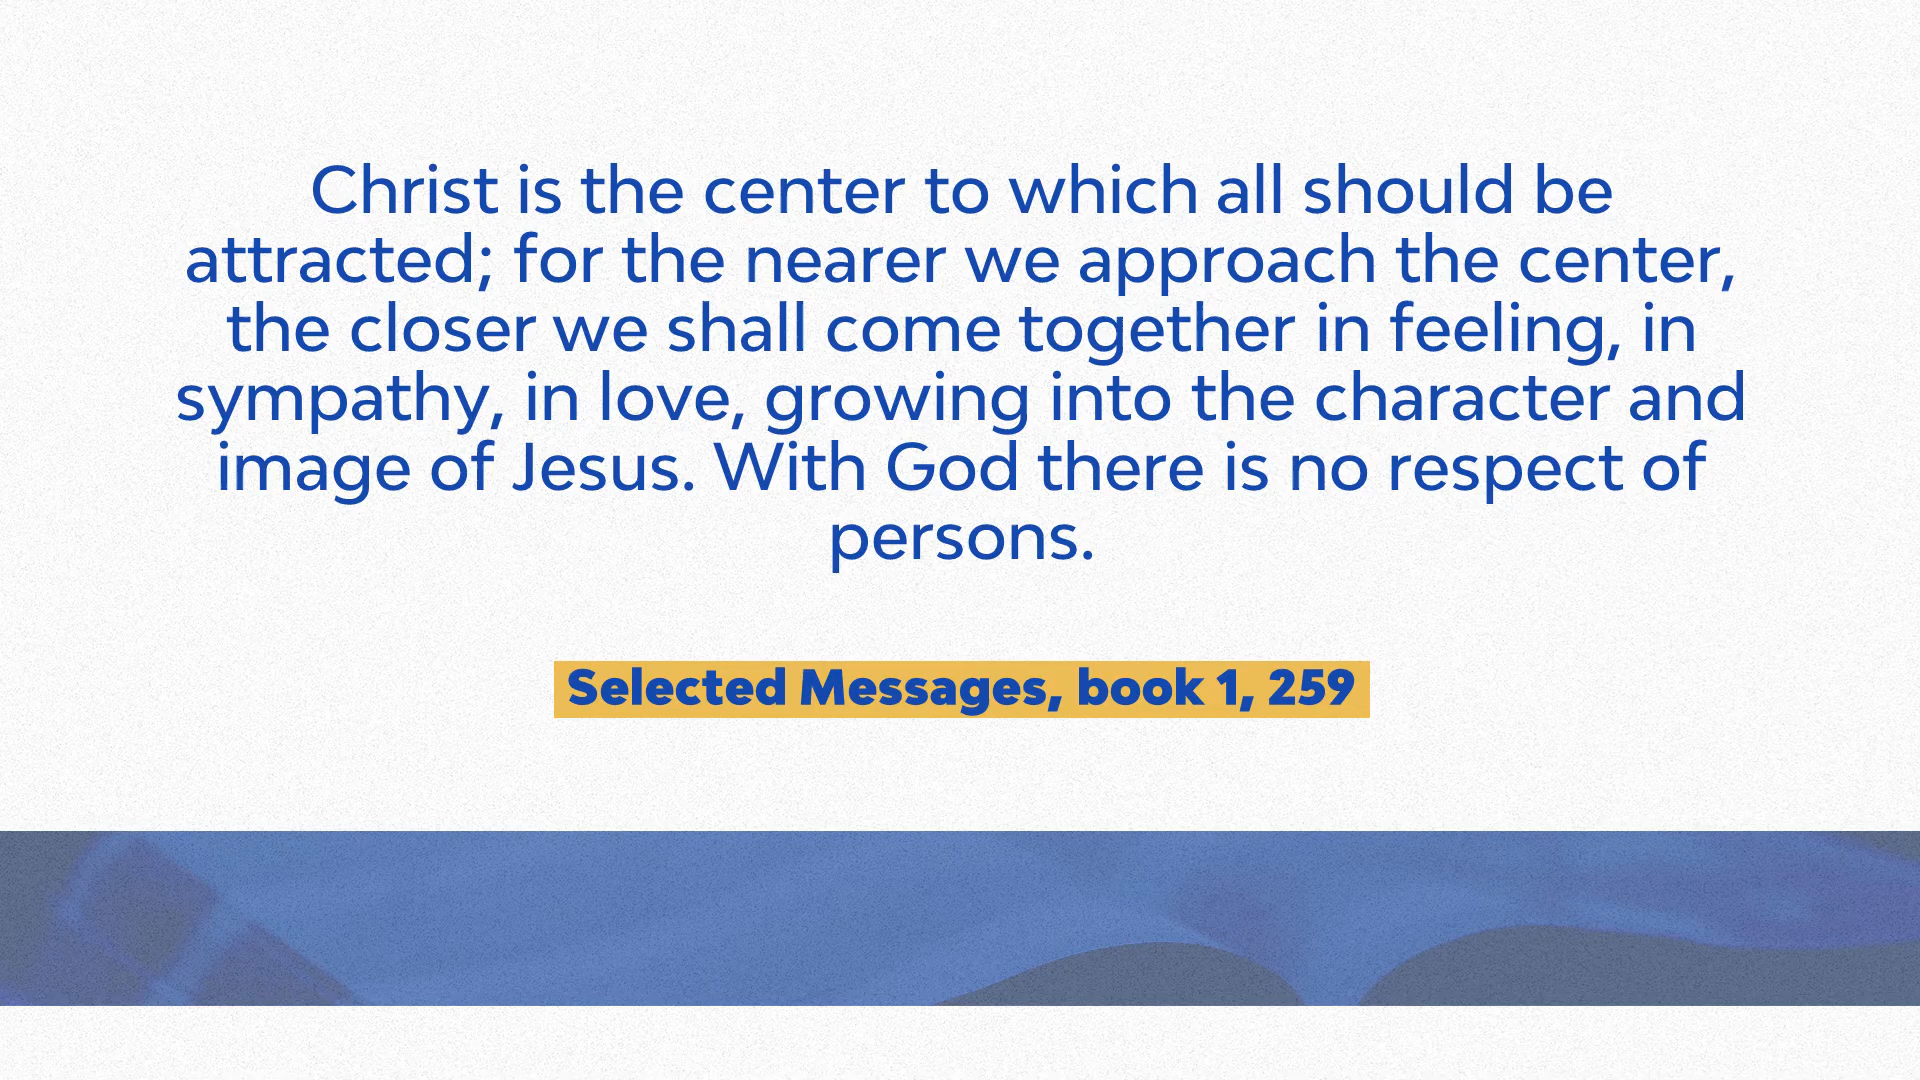 Christ is the center to which all should be
attracted; for the nearer we approach the center,
the closer we shall come together in feeling, in
sympathy, in love, growing into the character and
image of Jesus. With God there is no respect of
persons.
Selected Messages, book 1, 259